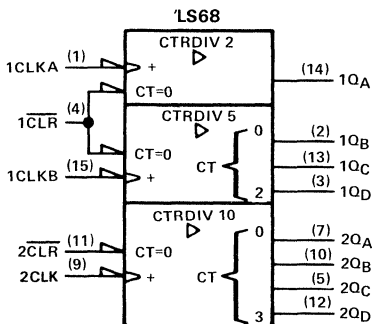 'LS68
CTRDIV 2
1CLKA (1) +
(14) 1QA
CT=0
1CLR (4)
CTRDIV 5
0 (2) 1QB
CT=0
CT (13) 1QC
1CLKB (15) +
2 (3) 1QD
CTRDIV 10
0 (7) 2QA
2CLR (11) CT=0
(10) 2QB
2CLK (9) +
CT (5) 2QC
3 (12) 2QD